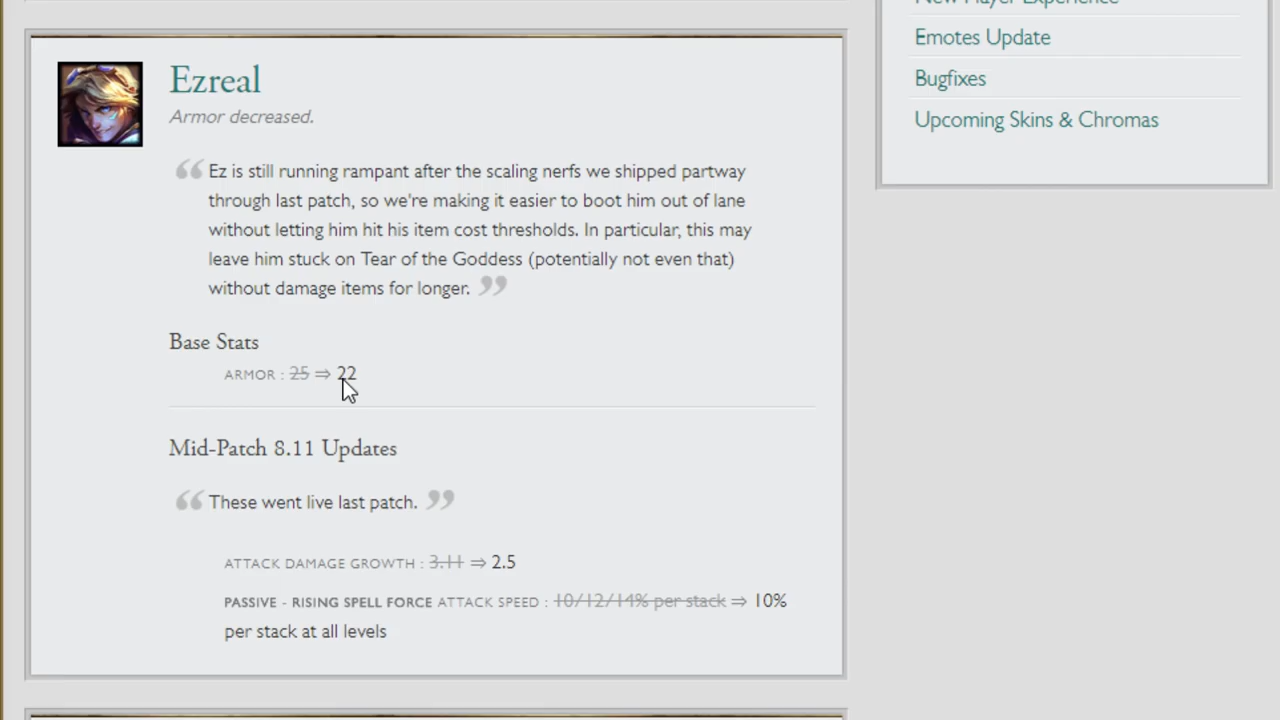 New Player Experience
Emotes Update
Bugfixes
Upcoming Skins & Chromas
Ezreal
Armor decreased.
“ Ez is still running rampant after the scaling nerfs we shipped partway
through last patch, so we're making it easier to boot him out of lane
without letting him hit his item cost thresholds. In particular, this may
leave him stuck on Tear of the Goddess (potentially not even that)
without damage items for longer. ”
Base Stats
ARMOR : 25 ⇒ 22
Mid-Patch 8.11 Updates
“ These went live last patch. ”
ATTACK DAMAGE GROWTH : 3.11 ⇒ 2.5
PASSIVE - RISING SPELL FORCE ATTACK SPEED : 10/12/14% per stack ⇒ 10%
per stack at all levels